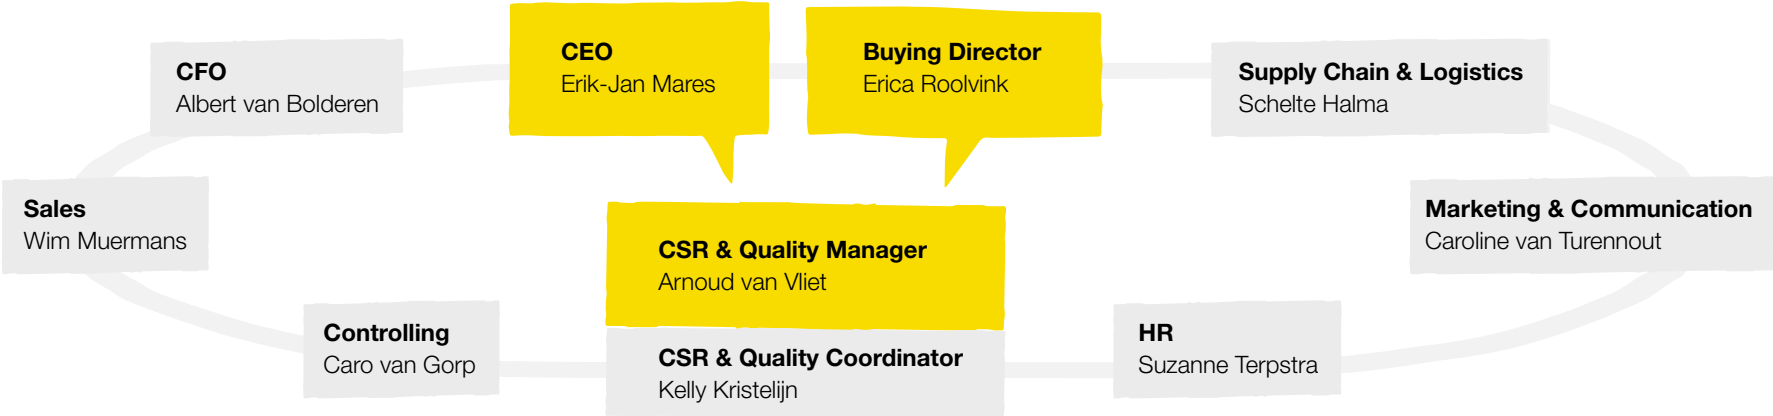 CEO
Erik-Jan Mares
Buying Director
Erica Roolvink
CFO
Albert van Bolderen
Supply Chain & Logistics
Schelte Halma
Sales
Wim Muermans
Marketing & Communication
Caroline van Turennout
CSR & Quality Manager
Arnoud van Vliet
Controlling
Caro van Gorp
CSR & Quality Coordinator
Kelly Kristelijn
HR
Suzanne Terpstra